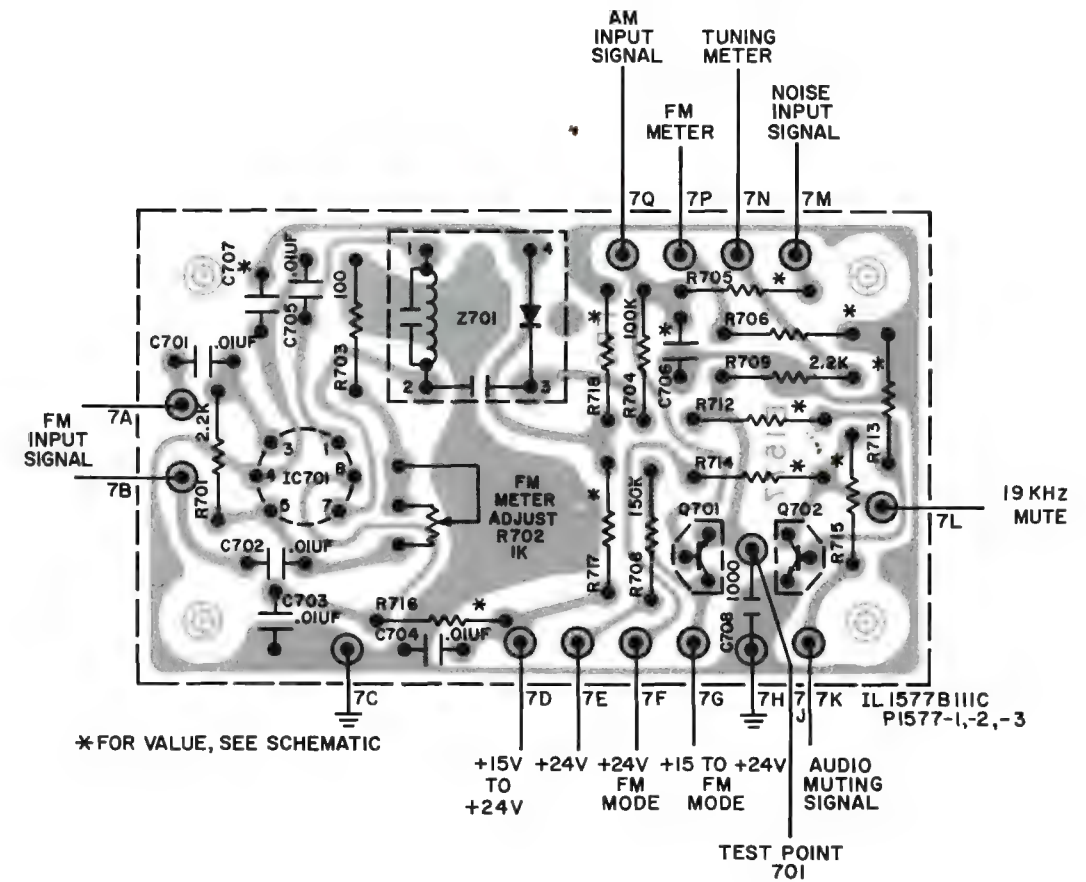 AM
INPUT
SIGNAL
TUNING
METER
NOISE
INPUT
SIGNAL
FM
METER
7Q
7P
7N
7M
C707
*
.01UF
C705
100
R703
1
4
Z701
2
3
*
R718
100K
R704
R705
*
*
C706
R706
*
R709
2.2K
*
R713
R712
*
R714
*
*
R715
C701
.01UF
7A
FM
INPUT
SIGNAL
7B
2.2K
R701
3
1
4
IC701
8
5
7
FM
METER
ADJUST
R702
1K
*
R717
150K
R708
Q701
Q702
7L
19 KHz
MUTE
C702
.01UF
C703
.01UF
R716
*
C704
.01UF
1000
C708
7C
7D
7E
7F
7G
7H
7
J
7K
IL1577B111C
P1577-1,-2,-3
*FOR VALUE, SEE SCHEMATIC
+15V
TO
+24V
+24V
+24V
FM
MODE
+15 TO +24V
FM
MODE
AUDIO
MUTING
SIGNAL
TEST POINT
701